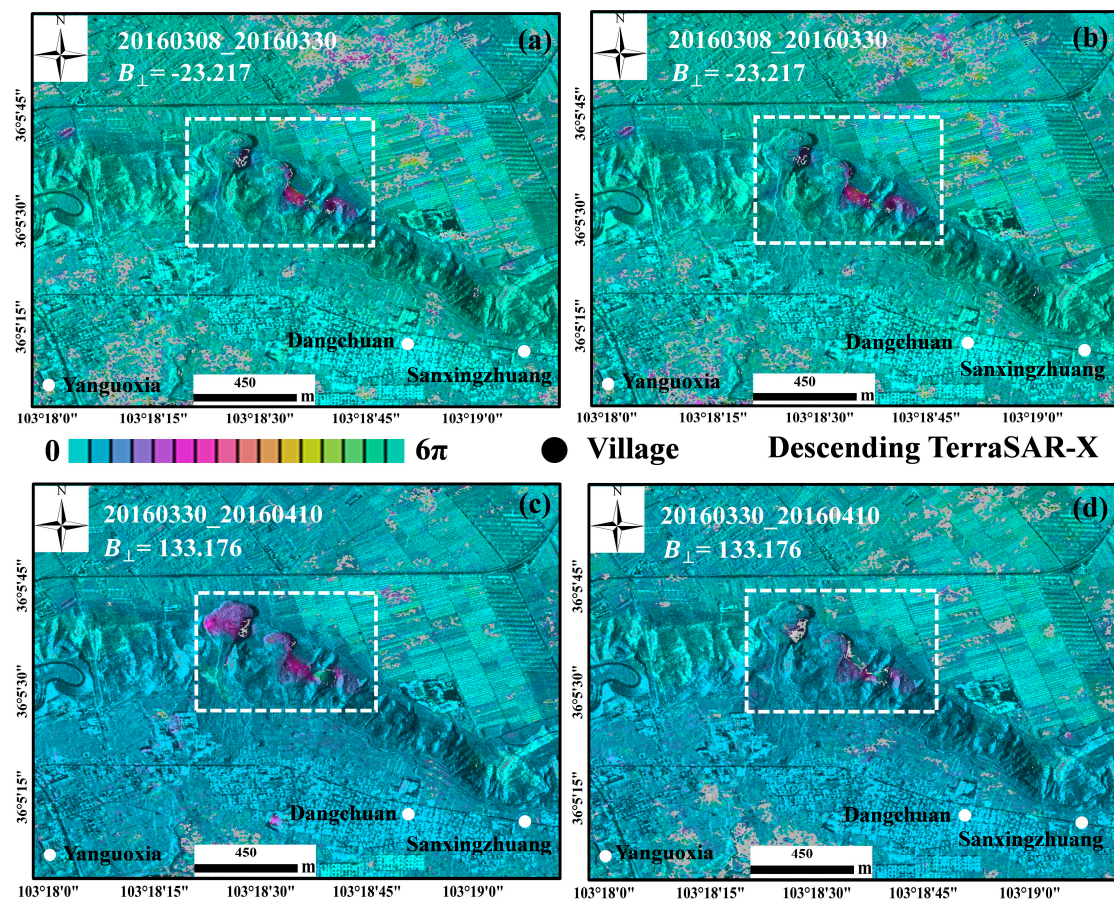 N
20160308_20160330
B⊥= -23.217
(a)
36°5'45"
36°5'30"
36°5'15"
Dangchuan
Sanxingzhuang
Yanguoxia
450
m
103°18'0" 103°18'15" 103°18'30" 103°18'45" 103°19'0"
N
20160308_20160330
B⊥= -23.217
(b)
36°5'45"
36°5'30"
36°5'15"
Dangchuan
Sanxingzhuang
Yanguoxia
450
m
103°18'0" 103°18'15" 103°18'30" 103°18'45" 103°19'0"
0 6π Village Descending TerraSAR-X
N
20160330_20160410
B⊥= 133.176
(c)
36°5'45"
36°5'30"
36°5'15"
Dangchuan
Sanxingzhuang
Yanguoxia
450
m
103°18'0" 103°18'15" 103°18'30" 103°18'45" 103°19'0"
N
20160330_20160410
B⊥= 133.176
(d)
36°5'45"
36°5'30"
36°5'15"
Dangchuan
Sanxingzhuang
Yanguoxia
450
m
103°18'0" 103°18'15" 103°18'30" 103°18'45" 103°19'0"